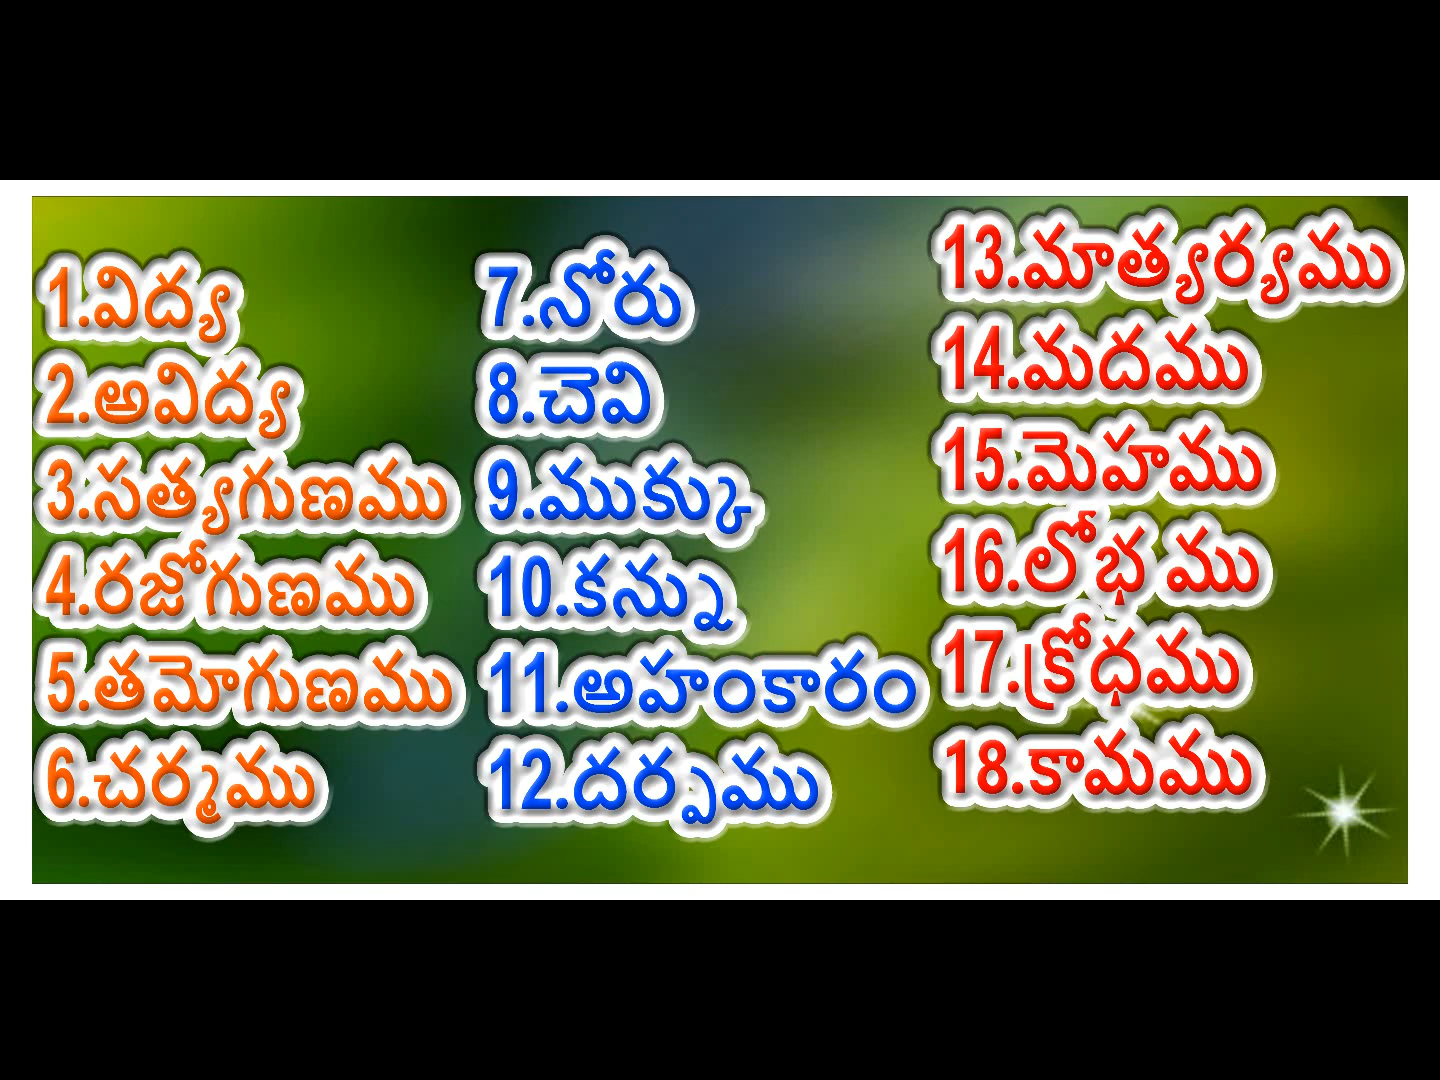 1.విద్య
2.అవిద్య
3.సత్యగుణము
4.రజోగుణము
5.తమోగుణము
6.చర్మము
7.నోరు
8.చెవి
9.ముక్కు
10.కన్ను
11.అహంకారం
12.దర్పము
13.మాత్యర్యము
14.మదము
15.మెహము
16.లోభ ము
17.క్రోధము
18.కామము